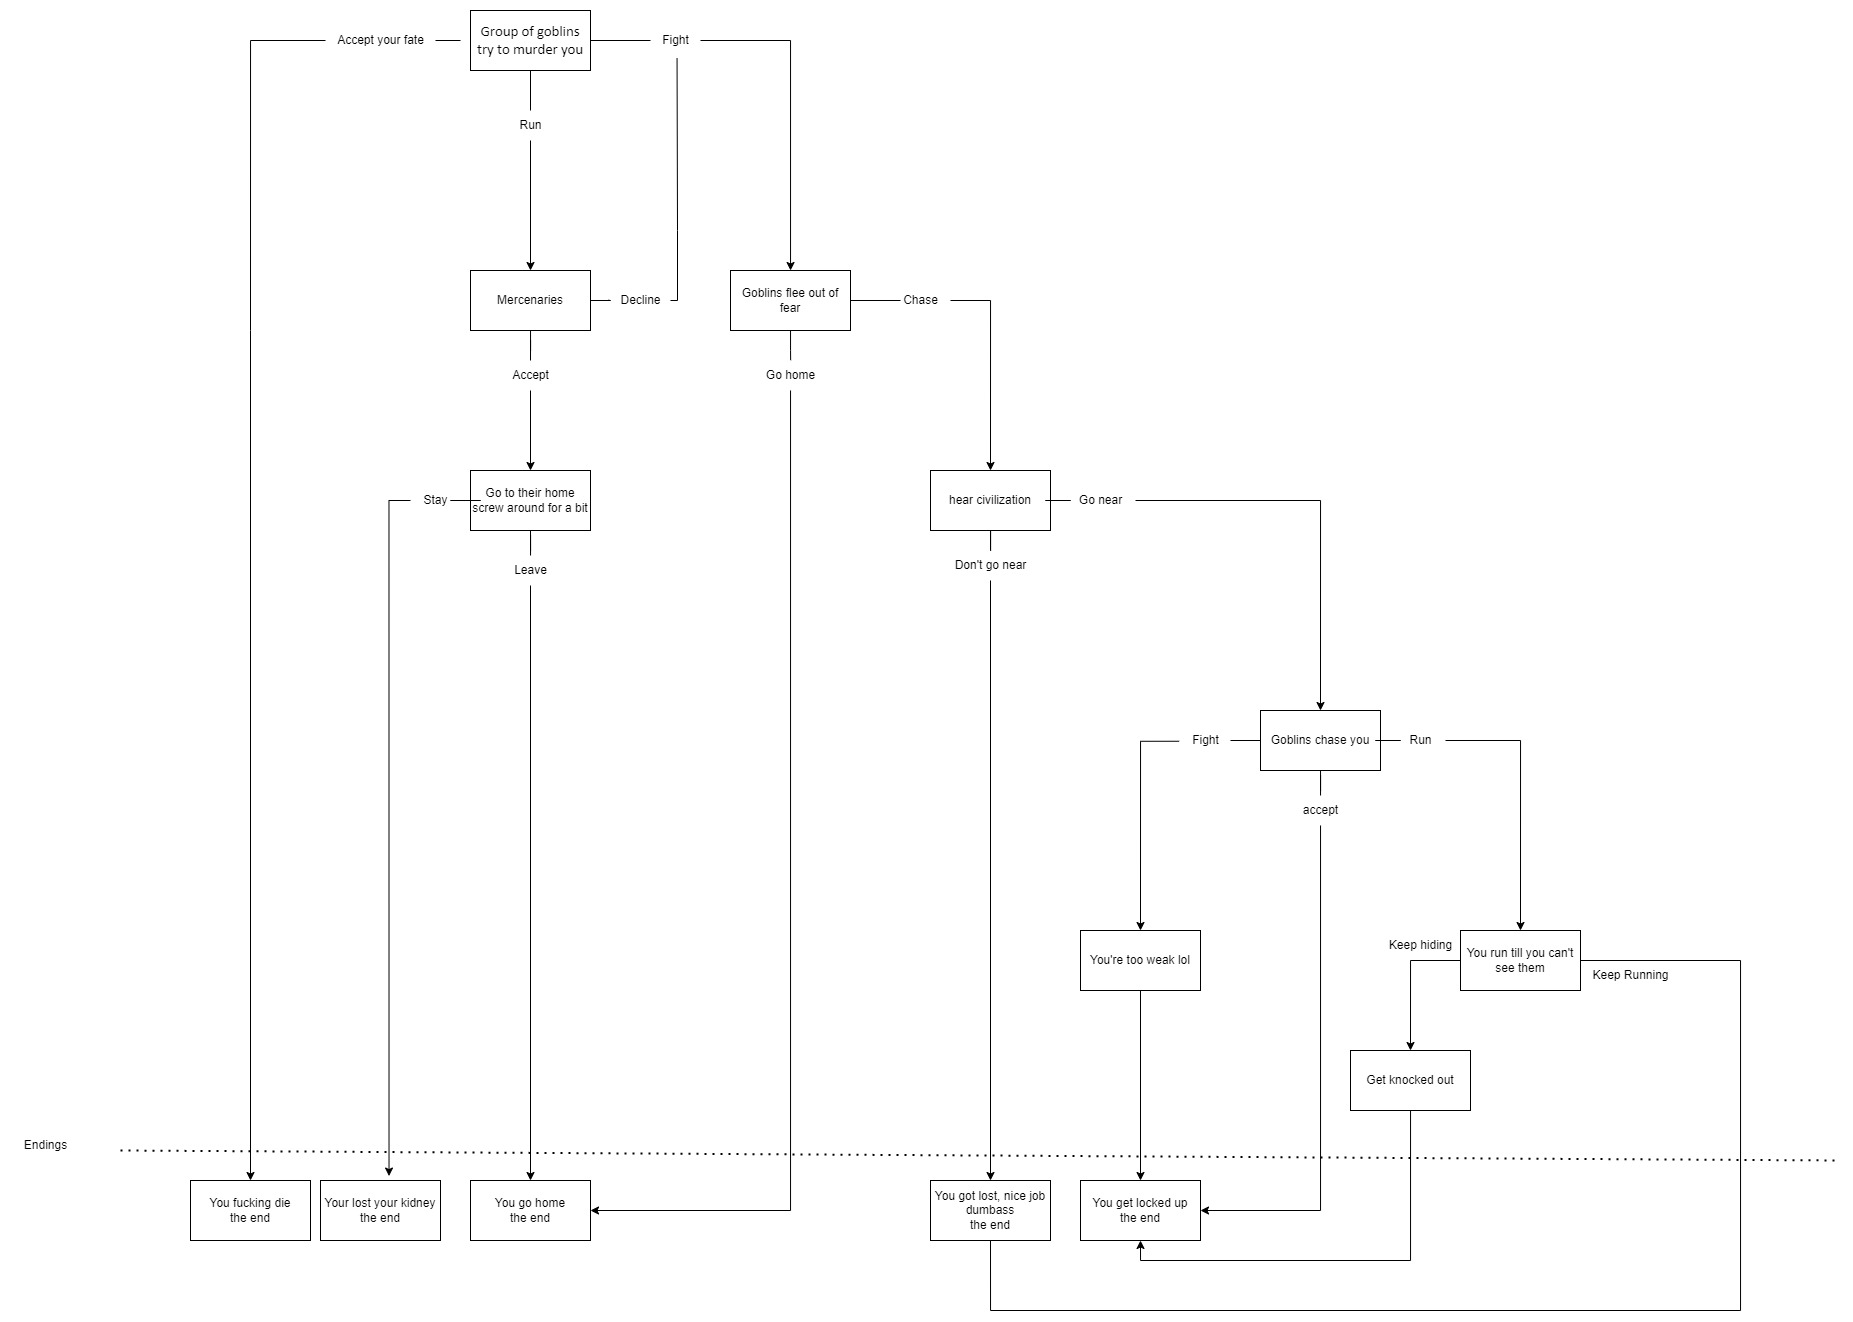 Accept your fate
Group of goblins
try to murder you
Fight
Run
Mercenaries
Decline
Goblins flee out of
fear
Chase
Accept
Go home
Stay
Go to their home
screw around for a bit
hear civilization
Go near
Leave
Don't go near
Fight
Goblins chase you
Run
accept
Keep hiding
You run till you can't
see them
You're too weak lol
Keep Running
Get knocked out
Endings
You fucking die
the end
Your lost your kidney
the end
You go home
the end
You got lost, nice job
dumbass
the end
You get locked up
the end